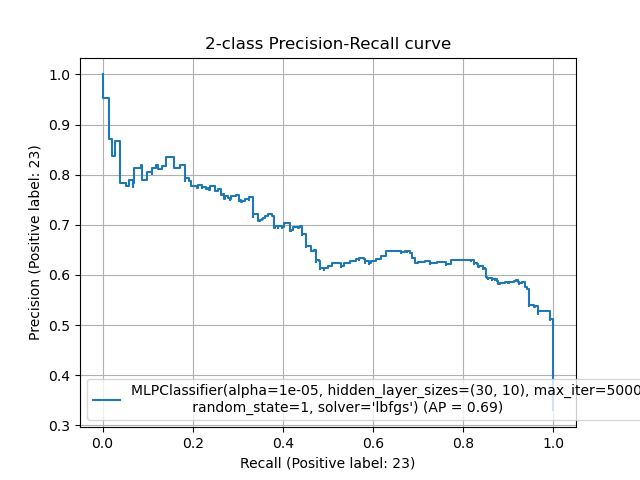 2-class Precision-Recall curve
Precision (Positive label: 23)
1.0
0.9
0.8
0.7
0.6
0.5
0.4
0.3
MLPClassifier(alpha=1e-05, hidden_layer_sizes=(30, 10), max_iter=5000
random_state=1, solver='lbfgs') (AP = 0.69)
0.0 0.2 0.4 0.6 0.8 1.0
Recall (Positive label: 23)